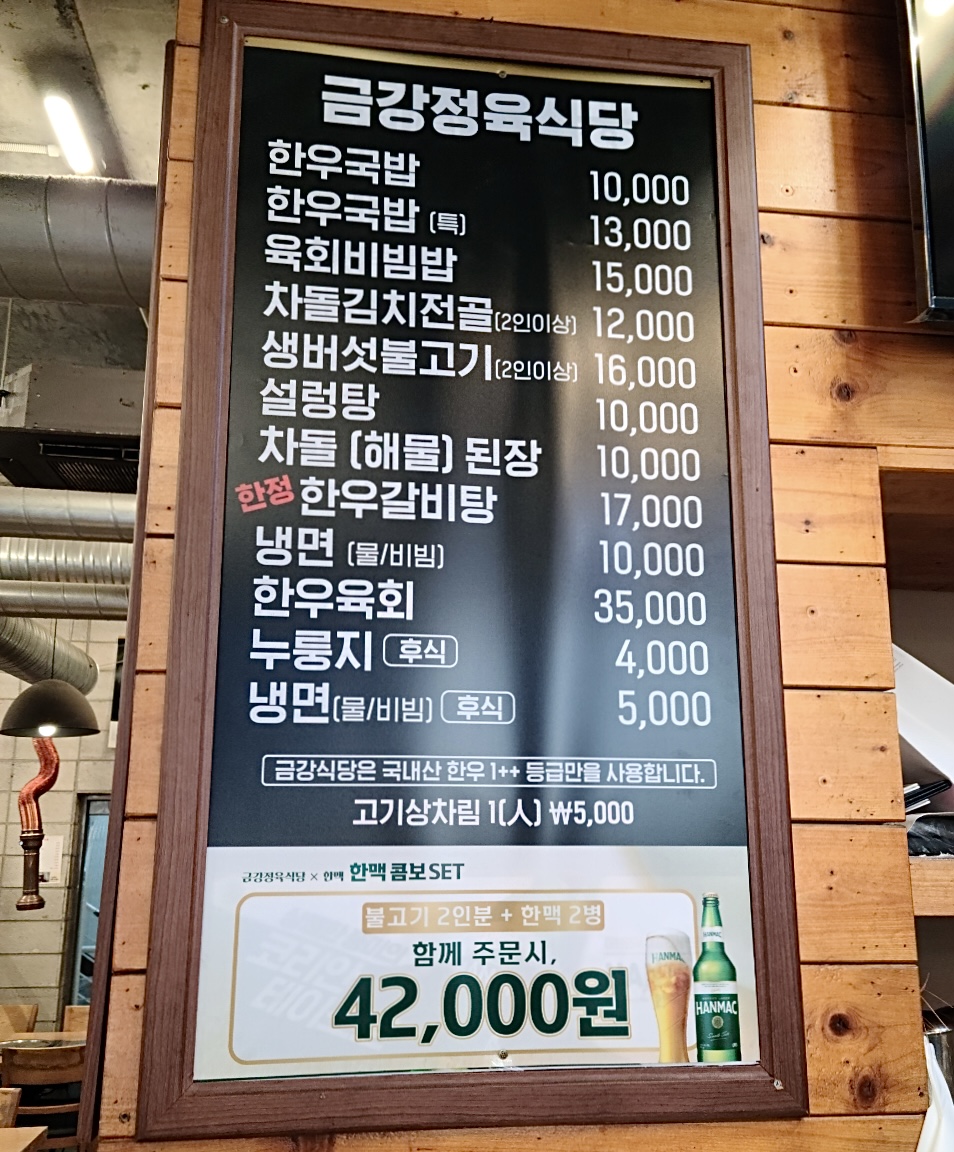 금강정육식당
한우국밥 10,000
한우국밥 (특) 13,000
육회비빔밥 15,000
차돌김치전골(2인이상) 12,000
생버섯불고기(2인이상) 16,000
설렁탕 10,000
차돌 (해물) 된장 10,000
한정 한우갈비탕 17,000
냉면 (물/비빔) 10,000
한우육회 35,000
누룽지 후식 4,000
냉면(물/비빔) 후식 5,000
금강식당은 국내산 한우 1++ 등급만을 사용합니다.
고기상차림 1(人) ₩5,000
금강정육식당 × 한맥 한맥 콤보 SET
불고기 2인분 + 한맥 2병
함께 주문시,
42,000원
HANMAC
HANMAC